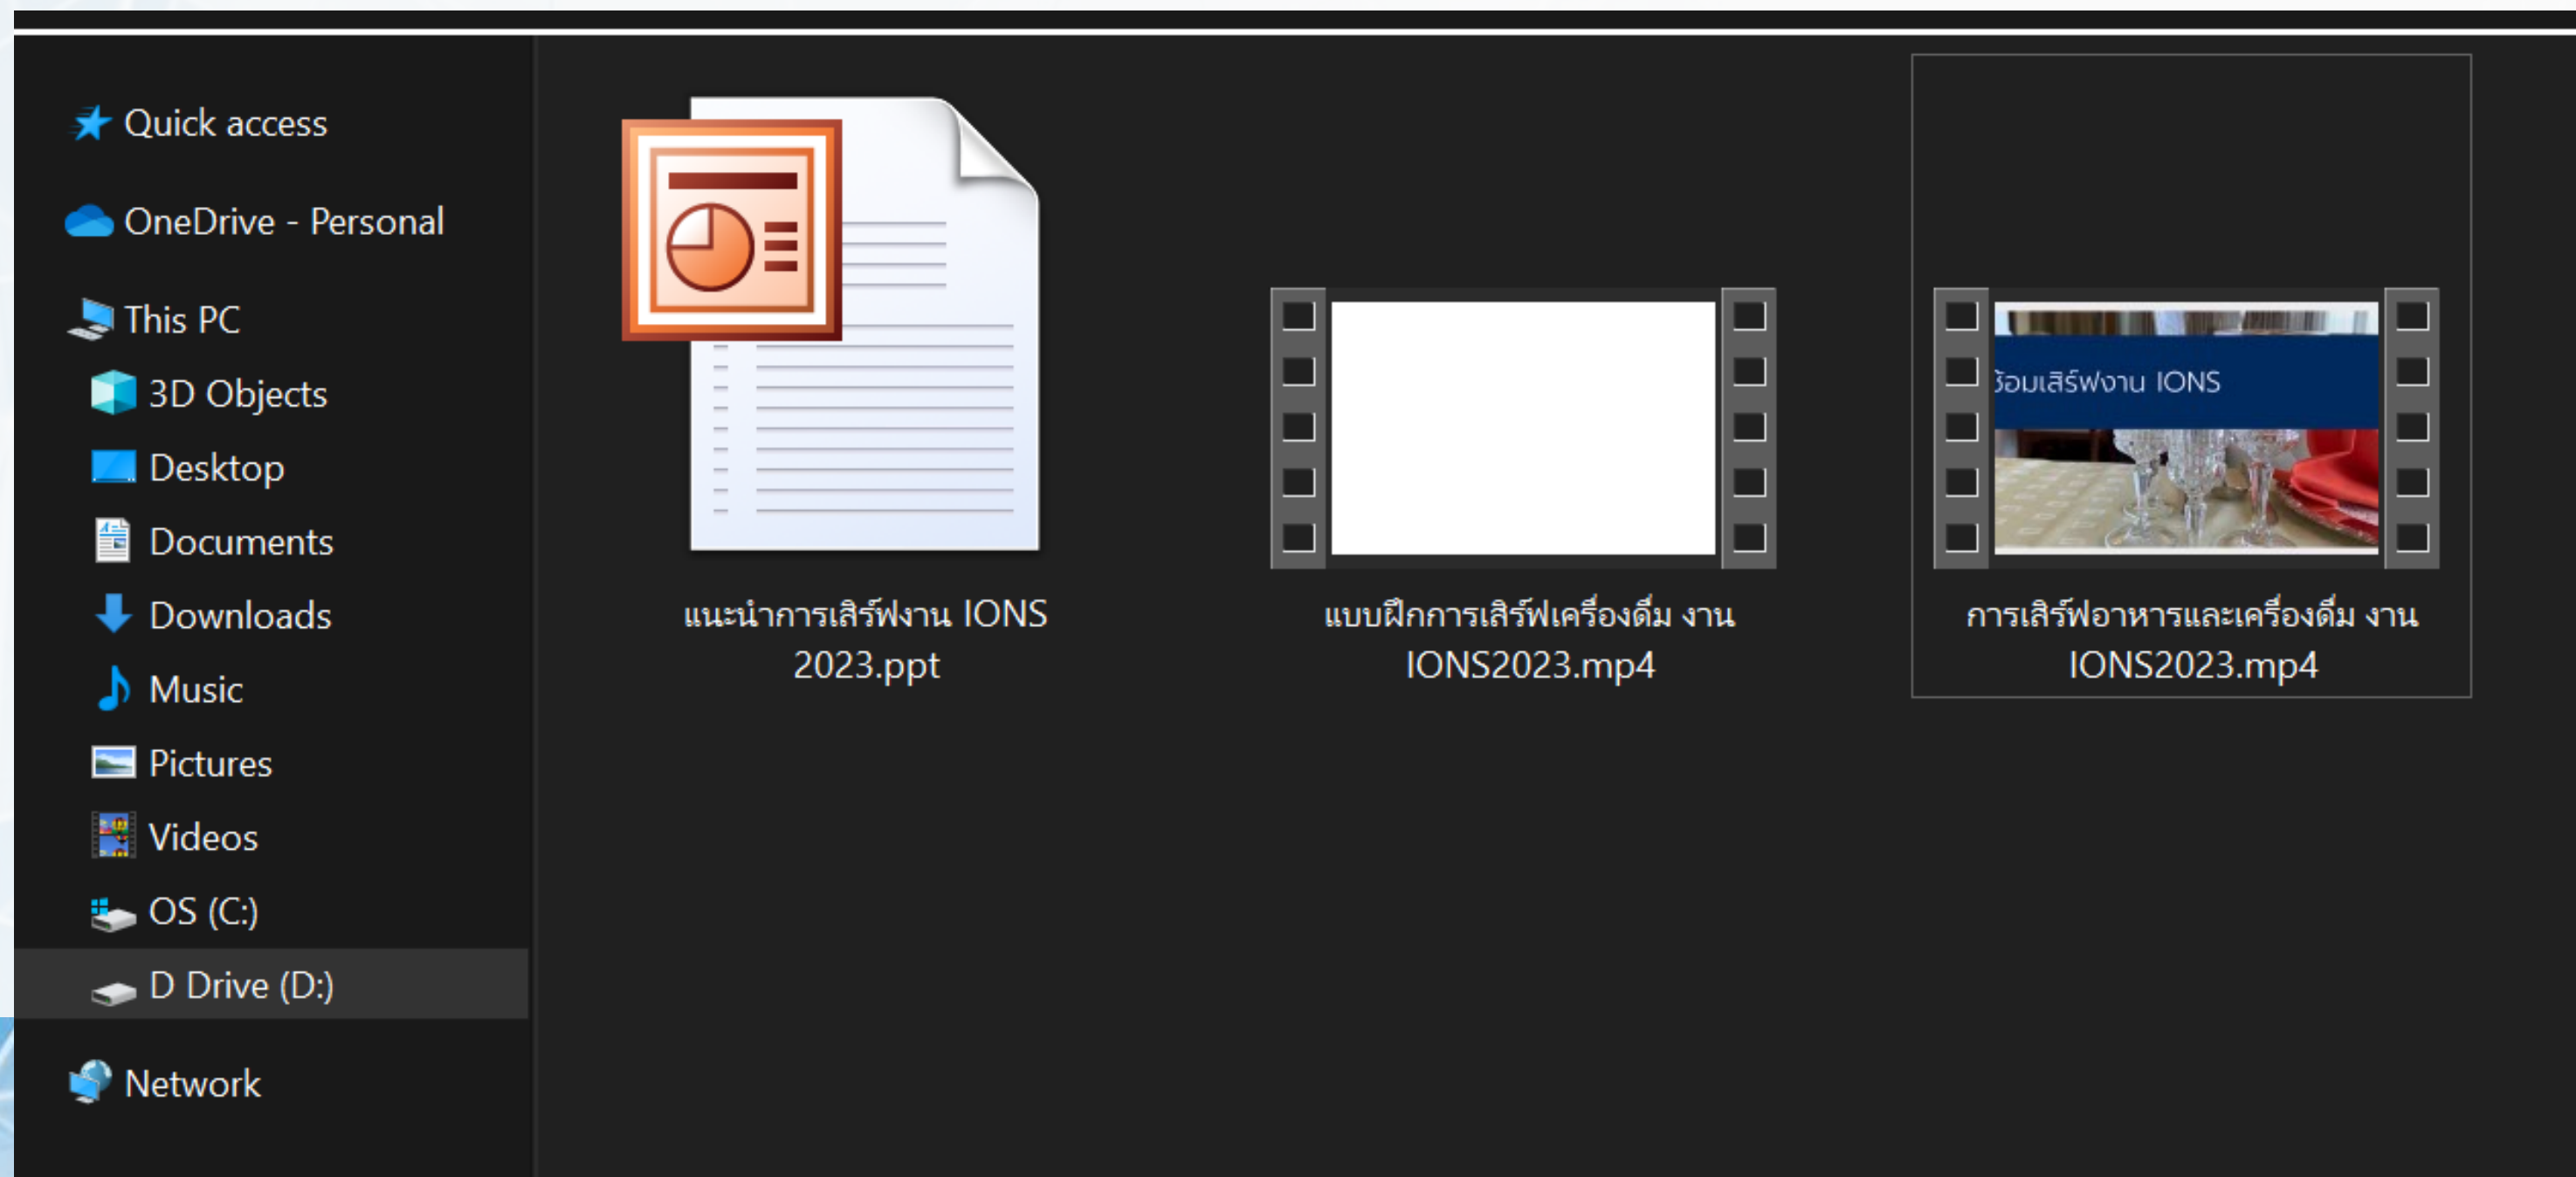 Quick access
OneDrive - Personal
This PC
3D Objects
Desktop
Documents
Downloads
Music
Pictures
Videos
OS (C:)
D Drive (D:)
Network
แนะนำการเสิร์ฟงาน IONS
2023.ppt
แบบฝึกการเสิร์ฟเครื่องดื่ม งาน
IONS2023.mp4
ซ้อมเสิร์ฟงาน IONS
การเสิร์ฟอาหารและเครื่องดื่ม งาน
IONS2023.mp4